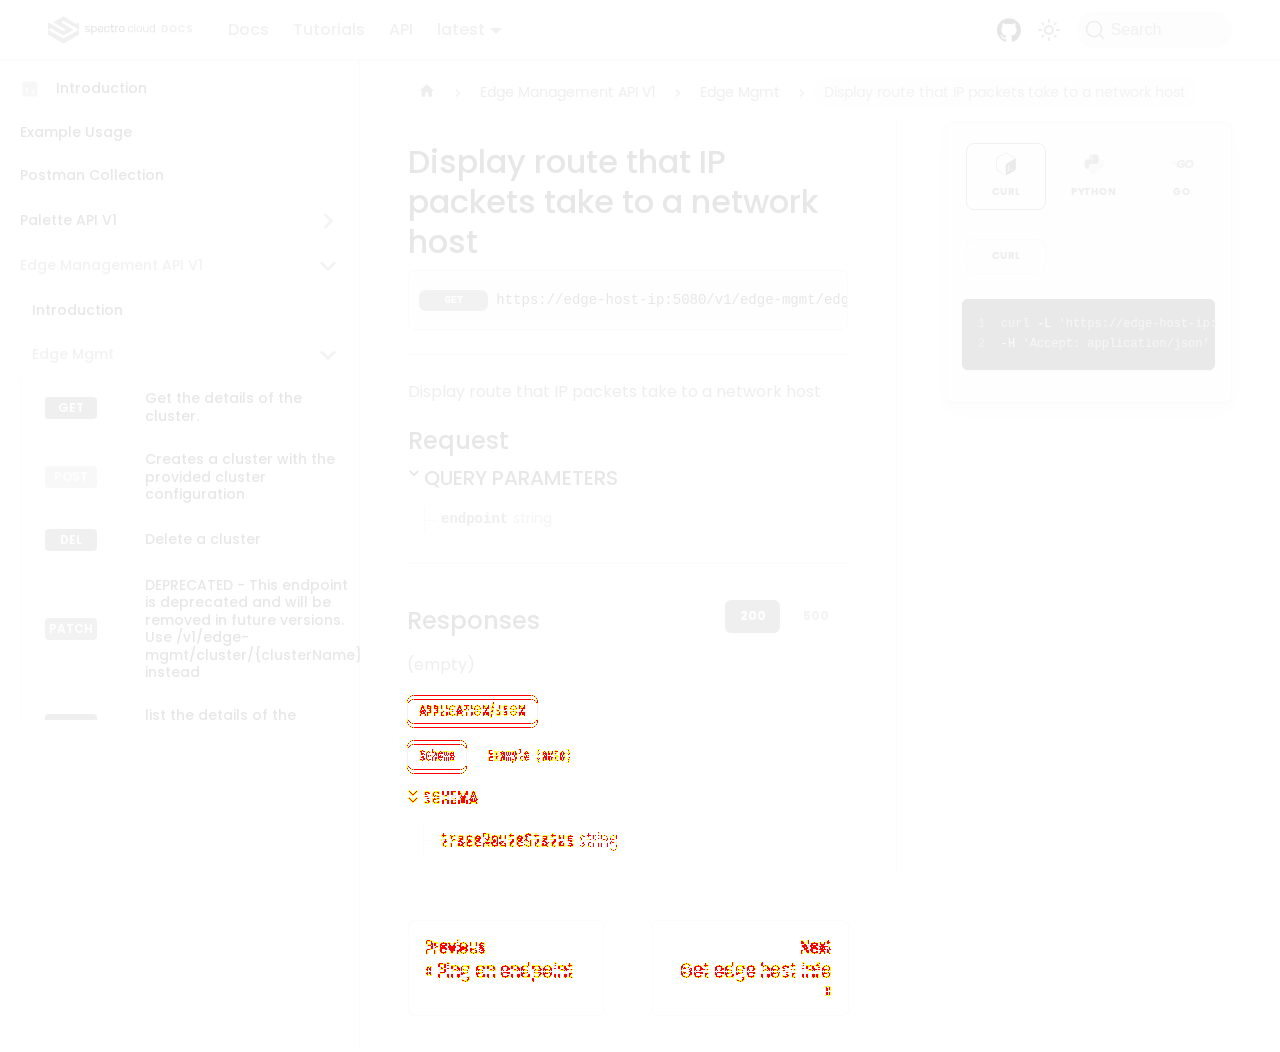 spectro cloud DOCS
Docs Tutorials API latest
Search
Introduction
Example Usage
Postman Collection
Palette API V1
Edge Management API V1
Introduction
Edge Mgmt
GET Get the details of the
cluster.
POST Creates a cluster with the
provided cluster
configuration
DEL Delete a cluster
PATCH DEPRECATED - This endpoint
is deprecated and will be
removed in future versions.
Use /v1/edge-
mgmt/cluster/{clusterName}
instead
list the details of the
Edge Management API V1 › Edge Mgmt › Display route that IP packets take to a network host
Display route that IP
packets take to a network
host
GET https://edge-host-ip:5080/v1/edge-mgmt/edg
Display route that IP packets take to a network host
Request
QUERY PARAMETERS
endpoint string
Responses
200 500
(empty)
APPLICATION/JSON
Schema Example (auto)
SCHEMA
traceRouteStatus string
Previous
« Ping an endpoint
Next
Get edge host info
»
CURL PYTHON GO
CURL
1 curl -L 'https://edge-host-ip:
2 -H 'Accept: application/json'